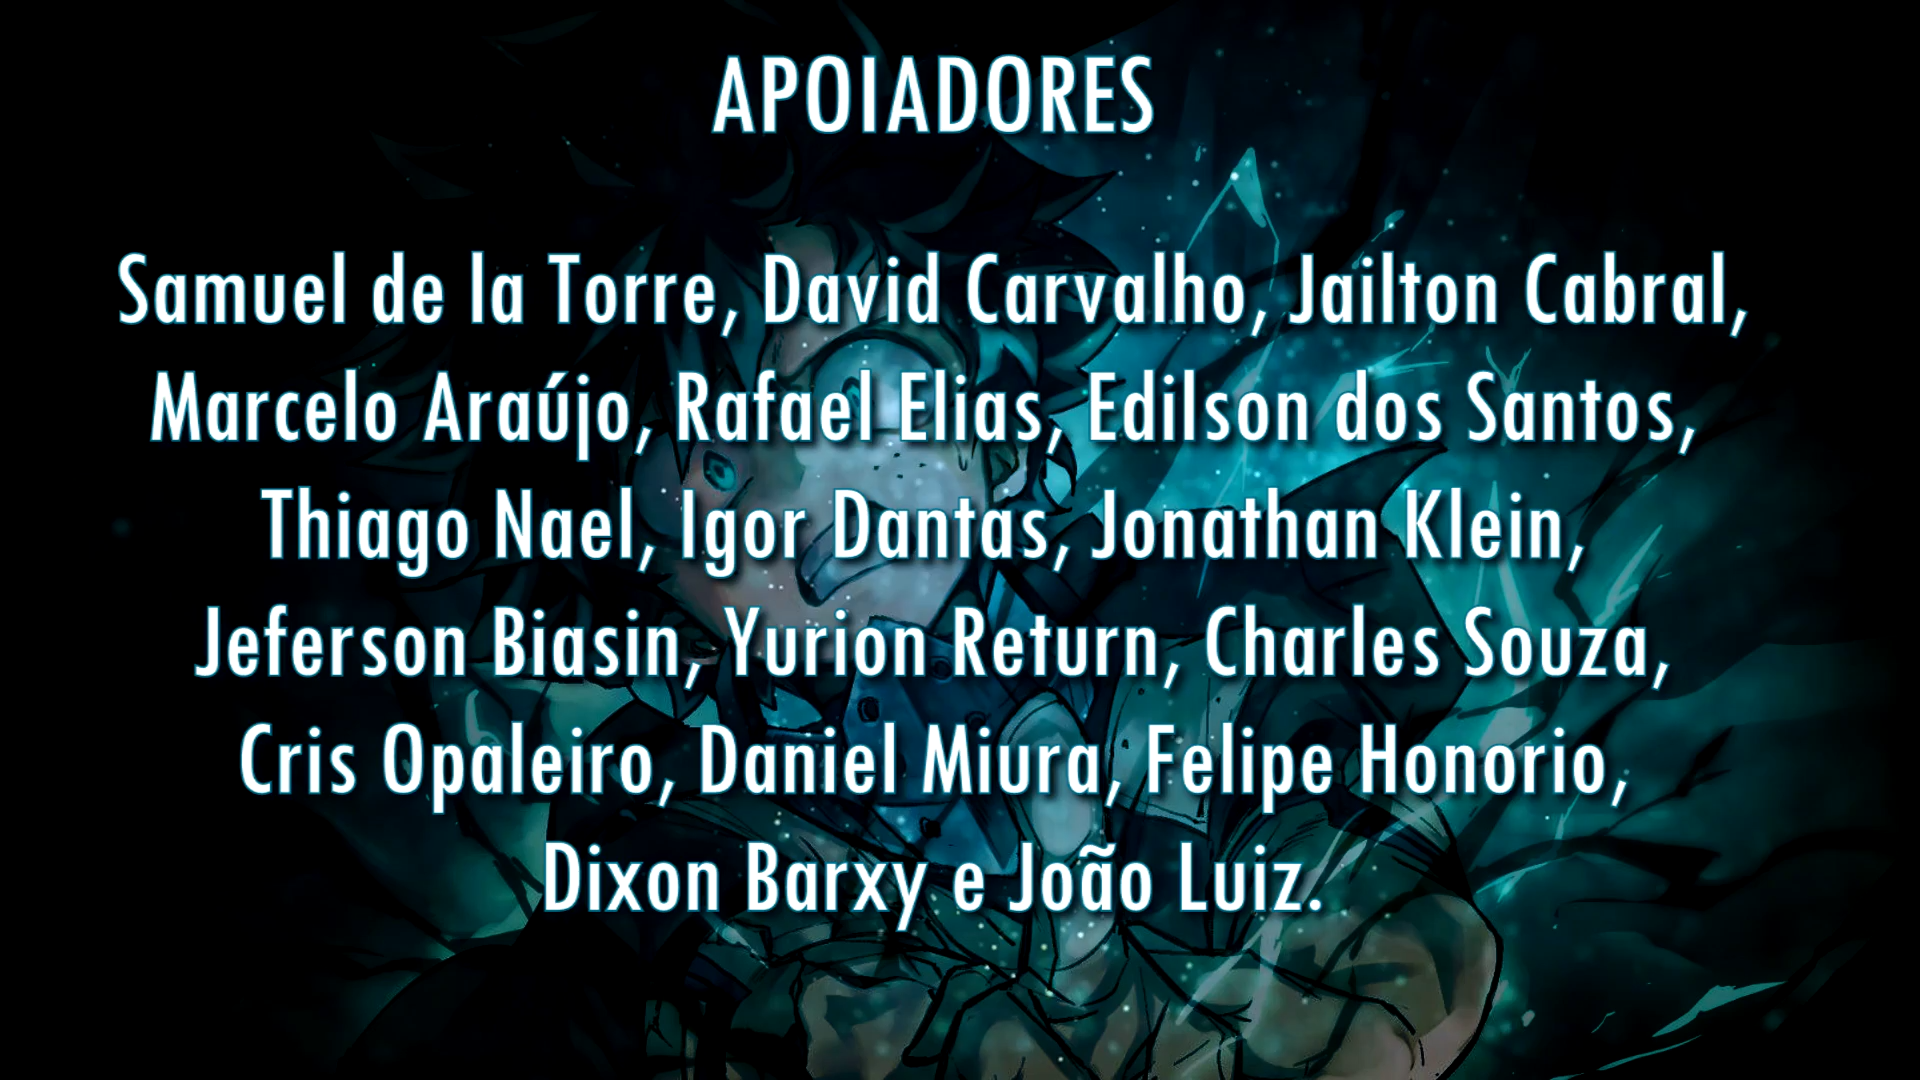 APOIADORES
Samuel de la Torre, David Carvalho, Jailton Cabral,
Marcelo Araújo, Rafael Elias, Edilson dos Santos,
Thiago Nael, Igor Dantas, Jonathan Klein,
Jeferson Biasin, Yurion Return, Charles Souza,
Cris Opaleiro, Daniel Miura, Felipe Honorio,
Dixon Barxy e João Luiz.